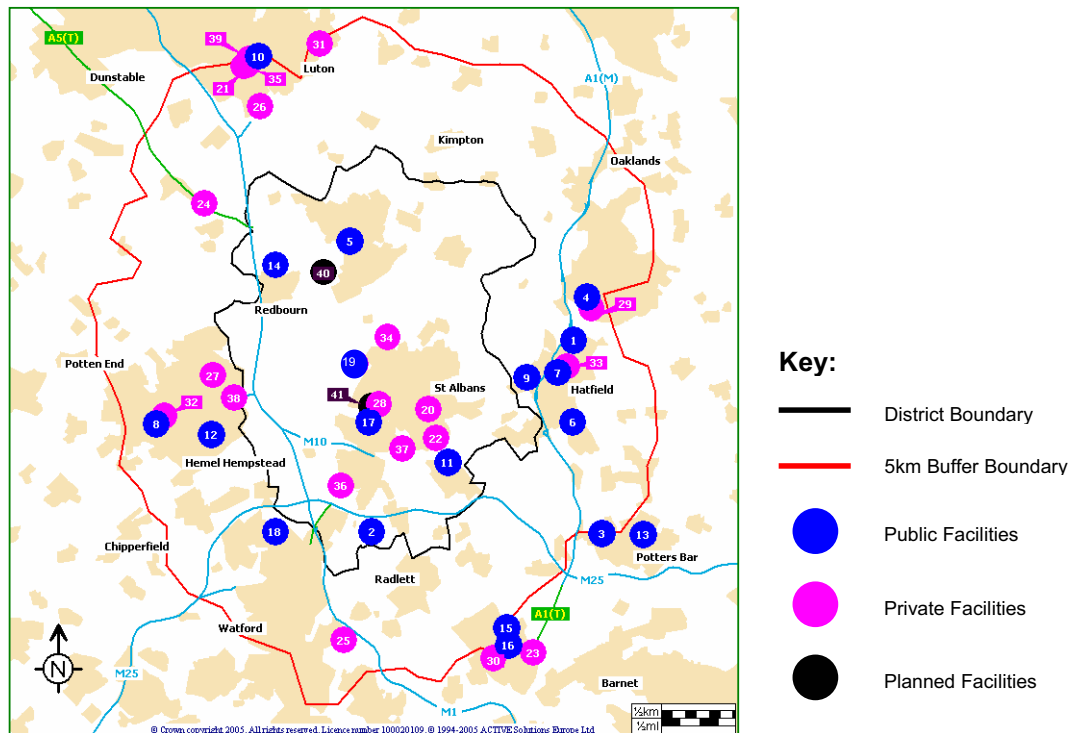 A5(T)
39
10
31
Dunstable
Luton
21
35
A1(M)
26
Kimpton
Oaklands
24
5
14
40
4
29
Redbourn
34
1
Potten End
19
33
7
27
9
Hatfield
38
41
28
St Albans
20
32
8
17
6
12
22
M10
37
Hemel Hempstead
11
36
18
2
3
13
Chipperfield
Potters Bar
Radlett
M25
A1(T)
Watford
15
25
16
30
23
M25
Barnet
N
M1
½km
½ml
© Crown copyright 2005. All rights reserved. Licence number 100020109. © 1994-2005 ACTIVE Solutions Europe Ltd
Key:
District Boundary
5km Buffer Boundary
Public Facilities
Private Facilities
Planned Facilities